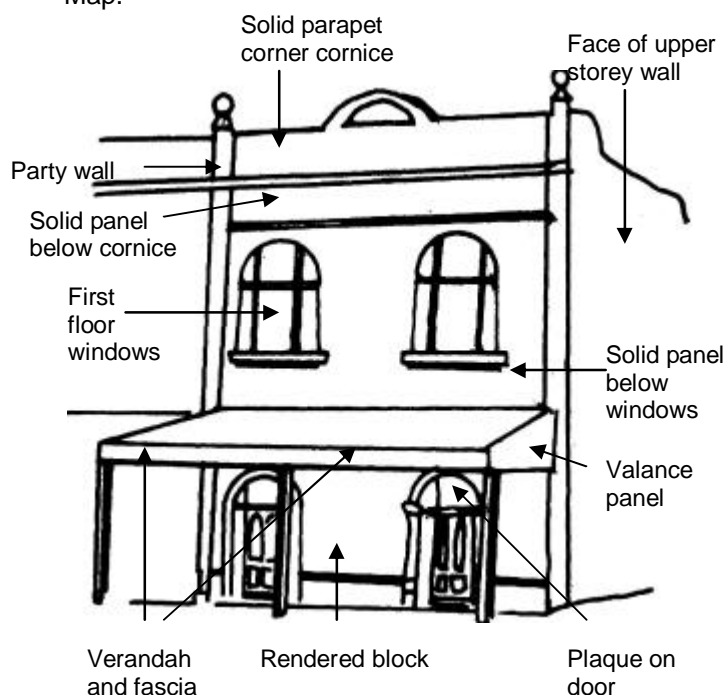 Map.
Solid parapet
corner cornice
Face of upper
storey wall
Party wall
Solid panel
below cornice
First
floor
windows
Solid panel
below
windows
Valance
panel
Verandah
and fascia
Rendered block
Plaque on
door